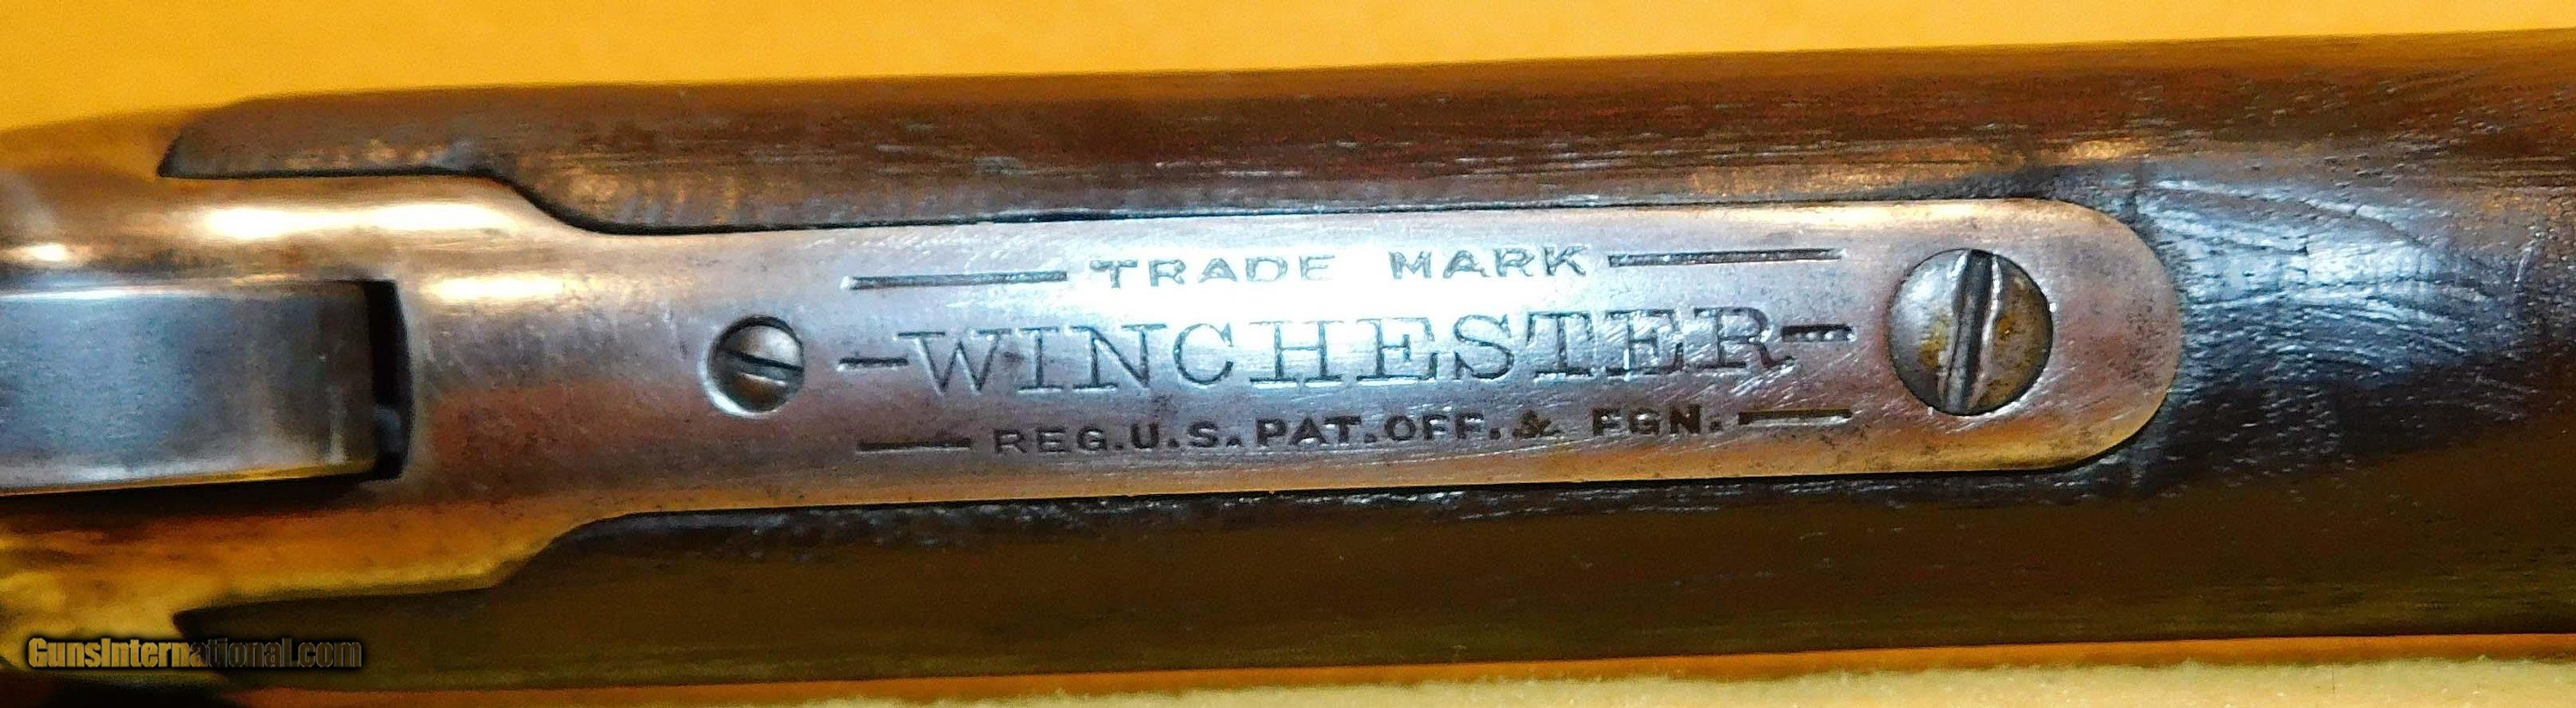 TRADE MARK
-WINCHESTER-
REG.U.S.PAT.OFF.& FGN.
GunsInternational.com